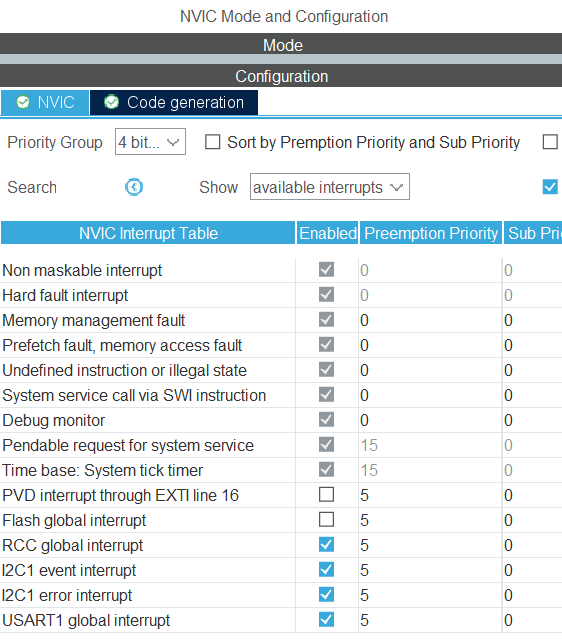 NVIC Mode and Configuration
Mode
Configuration
NVIC Code generation
Priority Group 4 bit... Sort by Premption Priority and Sub Priority
Search Show available interrupts
NVIC Interrupt Table Enabled Preemption Priority Sub Pri
Non maskable interrupt 0 0
Hard fault interrupt 0 0
Memory management fault 0 0
Prefetch fault, memory access fault 0 0
Undefined instruction or illegal state 0 0
System service call via SWI instruction 0 0
Debug monitor 0 0
Pendable request for system service 15 0
Time base: System tick timer 15 0
PVD interrupt through EXTI line 16 5 0
Flash global interrupt 5 0
RCC global interrupt 5 0
I2C1 event interrupt 5 0
I2C1 error interrupt 5 0
USART1 global interrupt 5 0